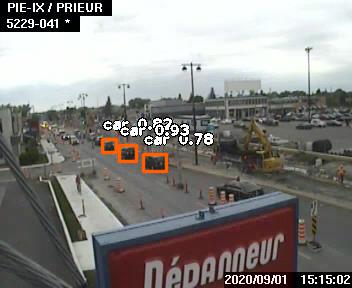 PIE-IX / PRIEUR
5229-041 *
car 0.93
car 0.78
Dépanneur
2020/09/01 15:15:02